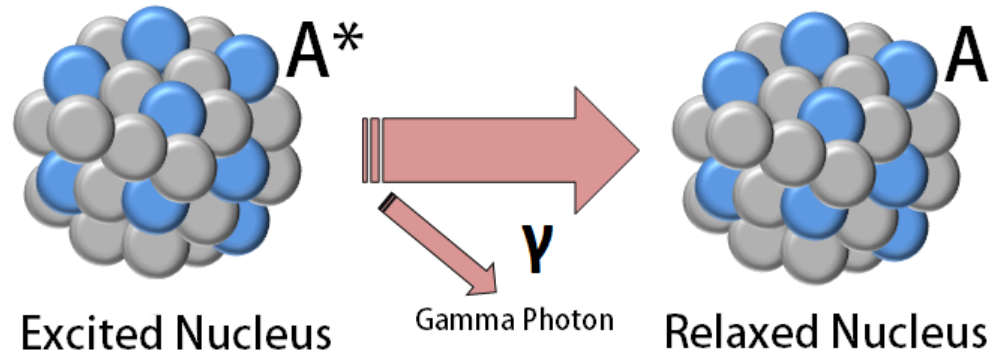 A*
A
γ
Gamma Photon
Excited Nucleus
Relaxed Nucleus